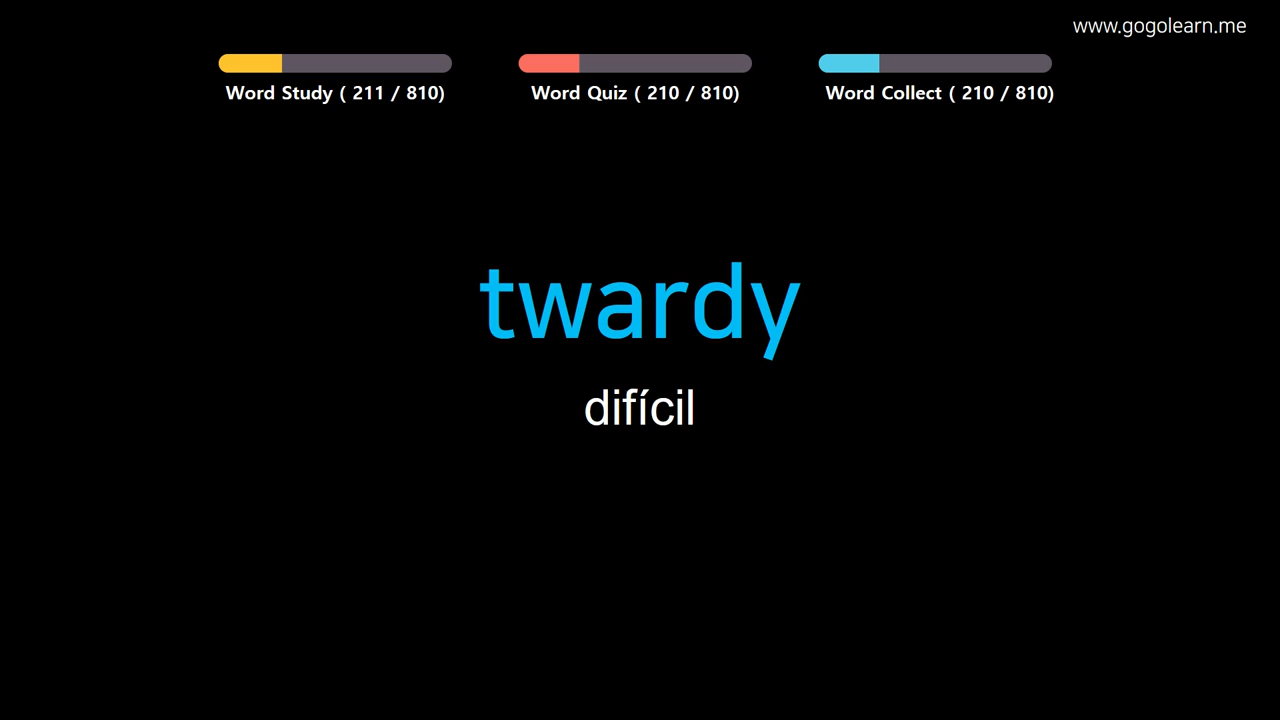 www.gogolearn.me
Word Study ( 211 / 810)
Word Quiz ( 210 / 810)
Word Collect ( 210 / 810)
twardy
difícil